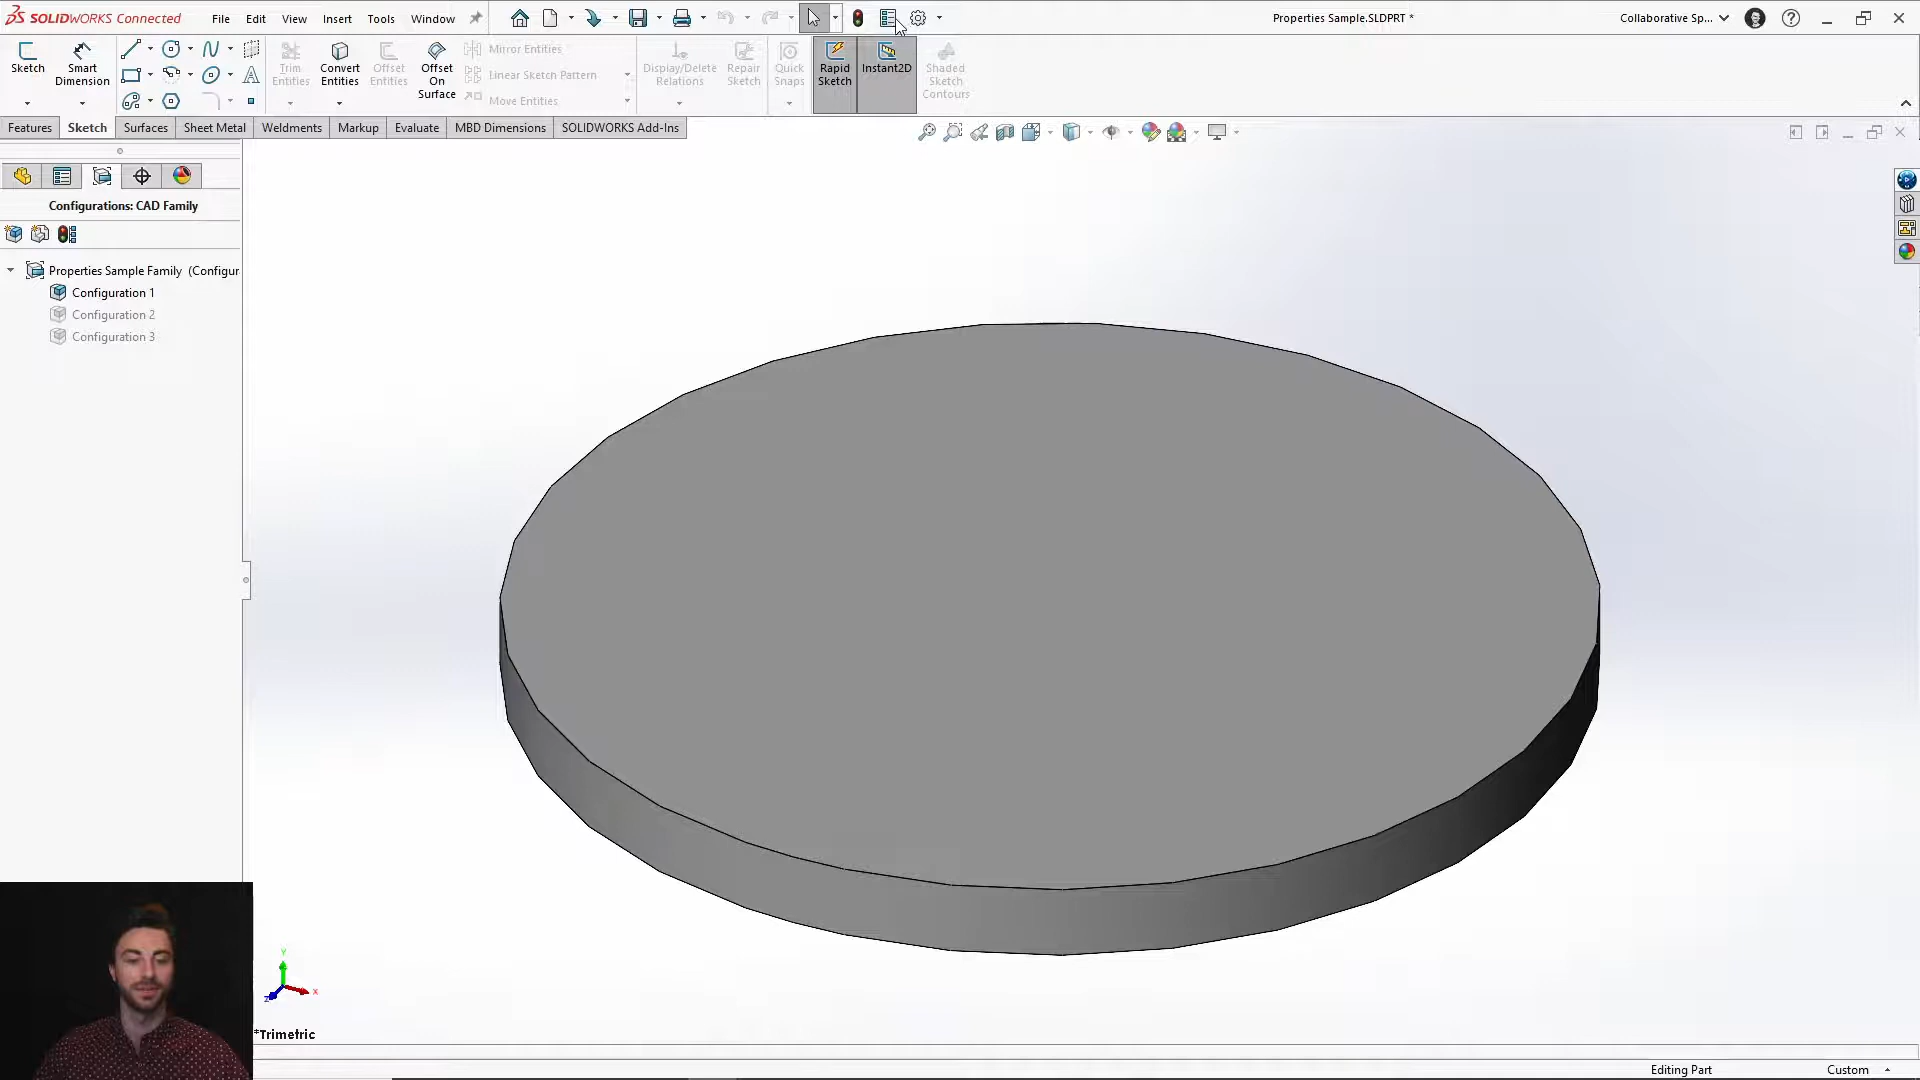 SOLIDWORKS Connected
File Edit View Insert Tools Window
Properties Sample.SLDPRT *
Collaborative Sp...
Sketch
Smart
Dimension
Trim
Entities
Convert
Entities
Offset
Entities
Offset
On
Surface
Mirror Entities
Linear Sketch Pattern
Move Entities
Display/Delete
Relations
Repair
Sketch
Quick
Snaps
Rapid
Sketch
Instant2D
Shaded
Sketch
Contours
Features Sketch Surfaces Sheet Metal Weldments Markup Evaluate MBD Dimensions SOLIDWORKS Add-Ins
Configurations: CAD Family
Properties Sample Family (Configur
Configuration 1
Configuration 2
Configuration 3
Y
X
Z
*Trimetric
Editing Part
Custom